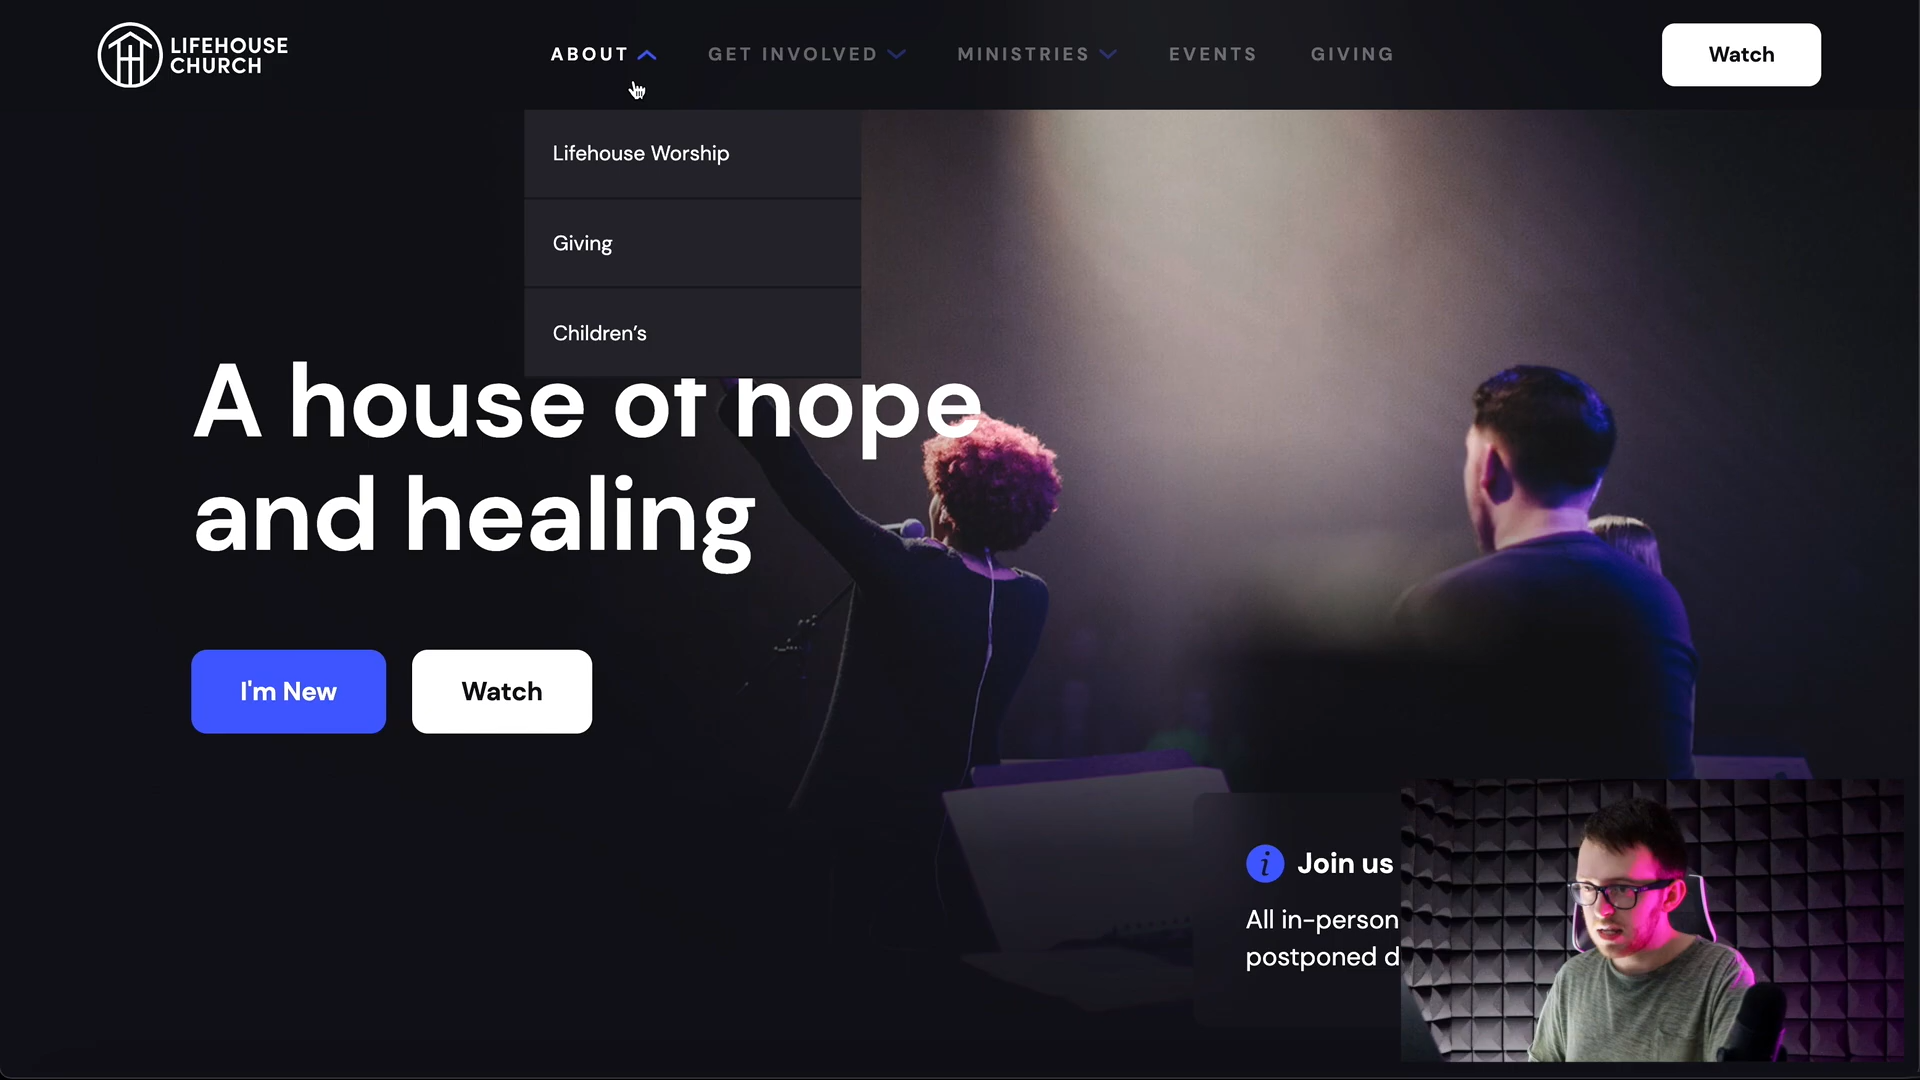 LIFEHOUSE
CHURCH
ABOUT
GET INVOLVED
MINISTRIES
EVENTS
GIVING
Watch
Lifehouse Worship
Giving
Children’s
A house of hope
and healing
I'm New
Watch
i
Join us
All in-person
postponed d